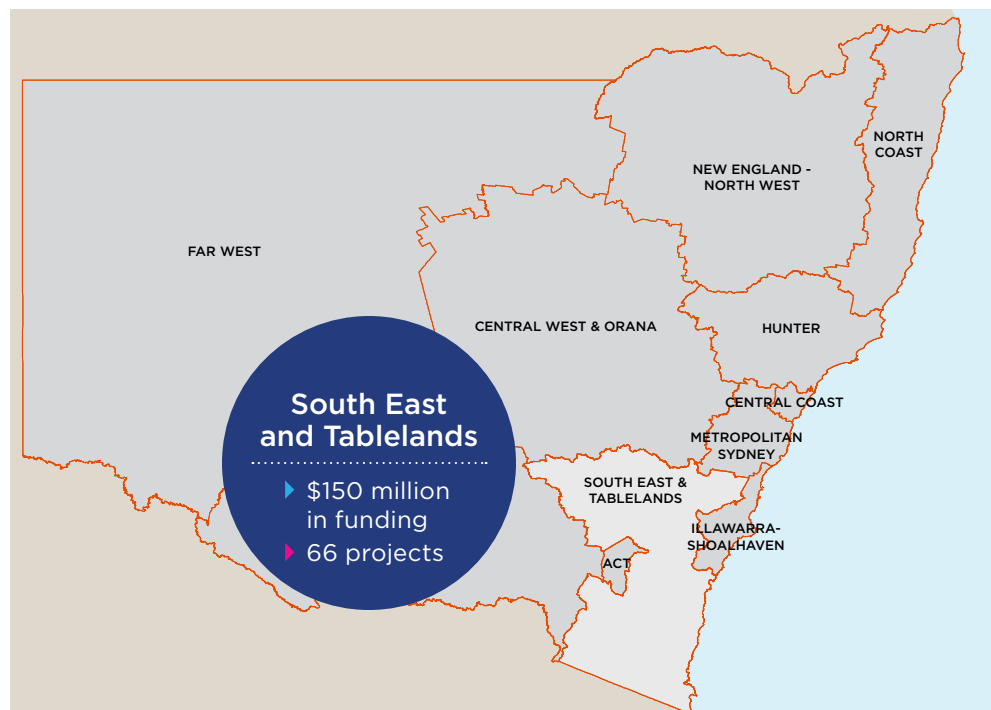 NORTH
COAST
NEW ENGLAND -
NORTH WEST
FAR WEST
CENTRAL WEST & ORANA
HUNTER
CENTRAL COAST
METROPOLITAN
SYDNEY
SOUTH EAST &
TABLELANDS
ILLAWARRA-
SHOALHAVEN
ACT
South East
and Tablelands
$150 million
in funding
66 projects